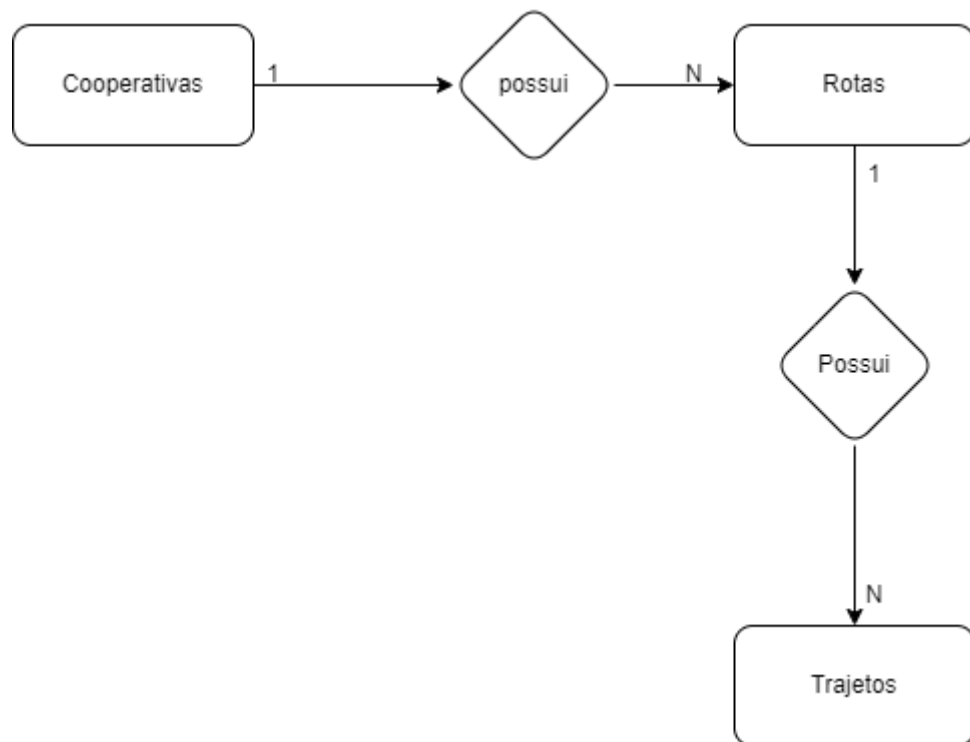 Cooperativas
1
possui
N
Rotas
1
Possui
N
Trajetos